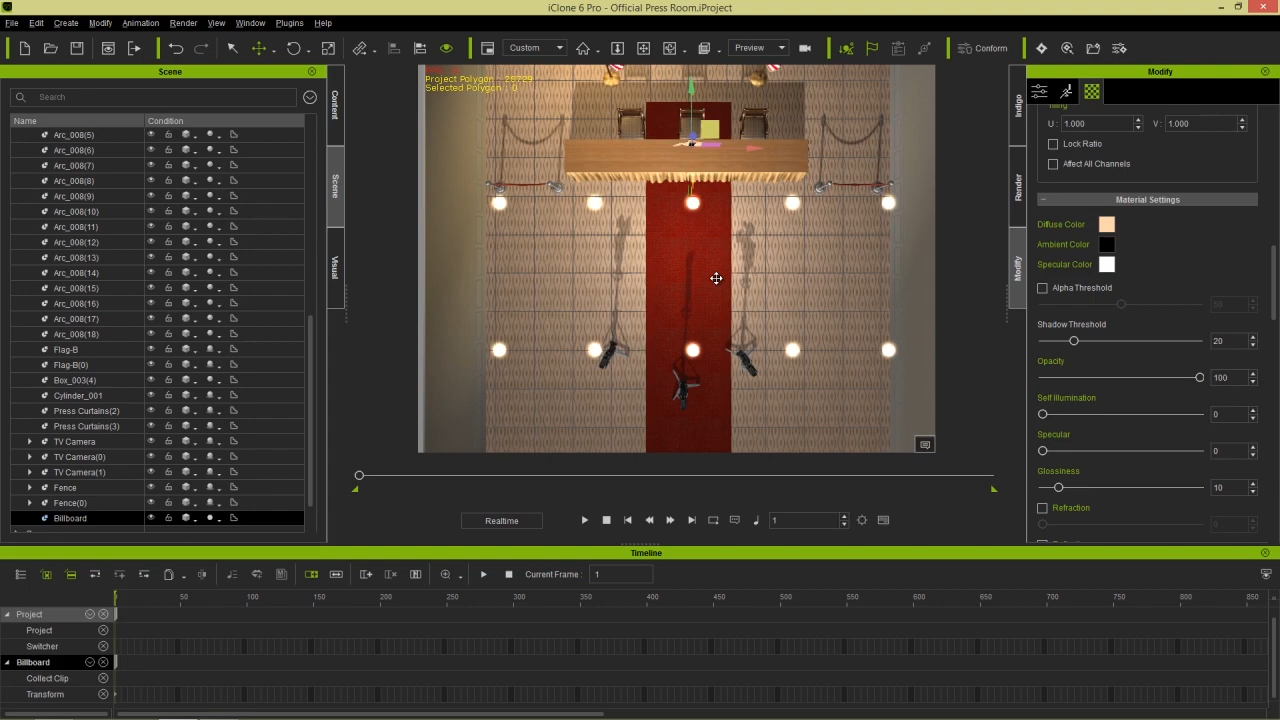 iClone 6 Pro - Official Press Room.iProject
File Edit Create Modify Animation Render Window Plugins Help
Custom Preview Conform
Scene
Search
Name Condition
Arc_008(5)
Arc_008(6)
Arc_008(7)
Arc_008(8)
Arc_008(9)
Arc_008(10)
Arc_008(11)
Arc_008(12)
Arc_008(13)
Arc_008(14)
Arc_008(15)
Arc_008(16)
Arc_008(17)
Arc_008(18)
Flag-B
Flag-B(0)
Box_003(4)
Cylinder_001
Press Curtains(2)
Press Curtains(3)
TV Camera
TV Camera(0)
TV Camera(1)
Fence
Fence(0)
Billboard
Content
Scene
Visual
Project Polygon : 26729
Selected Polygon : 0
Realtime
1
Indigo
Render
Modify
Modify
U : 1.000 V : 1.000
Lock Ratio
Affect All Channels
Material Settings
Diffuse Color
Ambient Color
Specular Color
Alpha Threshold
50
Shadow Threshold
20
Opacity
100
Self Illumination
0
Specular
0
Glossiness
10
Refraction
0
Timeline
Current Frame : 1
50 100 150 200 250 300 350 400 450 500 550 600 650 700 750 800 850
Project
Project
Switcher
Billboard
Collect Clip
Transform